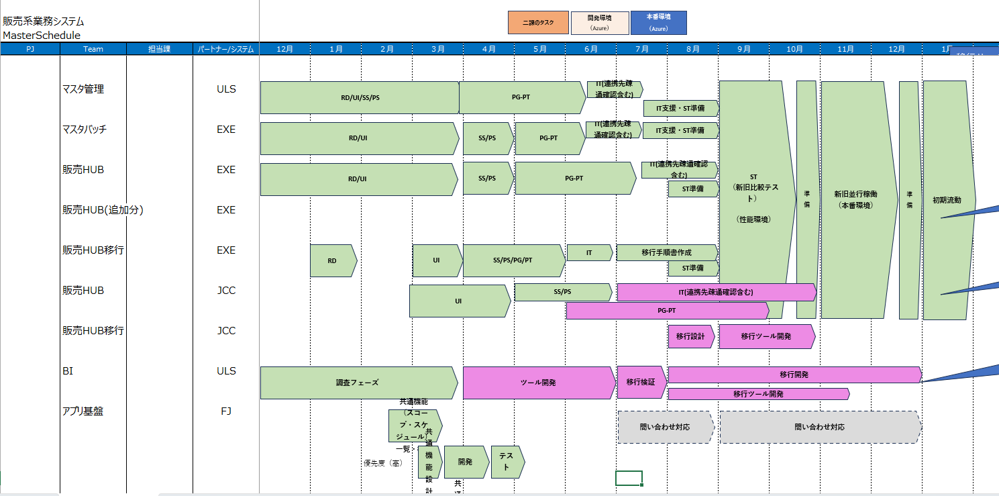 販売系業務システム
MasterSchedule
二課のタスク
開発環境
（Azure）
本番環境
（Azure）
PJ
Team
担当課
パートナー/システム
12月
1月
2月
3月
4月
5月
6月
7月
8月
9月
10月
11月
12月
1月
マスタ管理
ULS
RD/UI/SS/PS
PG-PT
IT(連携先疎
通確認含む)
IT支援・ST準備
マスタバッチ
EXE
RD/UI
SS/PS
PG-PT
IT(連携先疎
通確認含む)
IT支援・ST準備
販売HUB
EXE
RD/UI
SS/PS
PG-PT
IT(連携先疎通確認
含む)
ST準備
ST
（新旧比較テス
ト）
（性能環境）
準
備
新旧並行稼働
（本番環境）
準
備
初期流動
販売HUB(追加分)
EXE
販売HUB移行
EXE
RD
UI
SS/PS/PG/PT
IT
移行手順書作成
ST準備
販売HUB
JCC
UI
SS/PS
IT(連携先疎通確認含む)
PG-PT
販売HUB移行
JCC
移行設計
移行ツール開発
BI
ULS
調査フェーズ
ツール開発
移行検証
移行開発
移行ツール開発
アプリ基盤
FJ
共通機能
（スコー
プ・スケ
ジュール）
一覧・
問い合わせ対応
問い合わせ対応
優先度（高）
共
通
機
能
設
計
開発
テス
ト
共
通